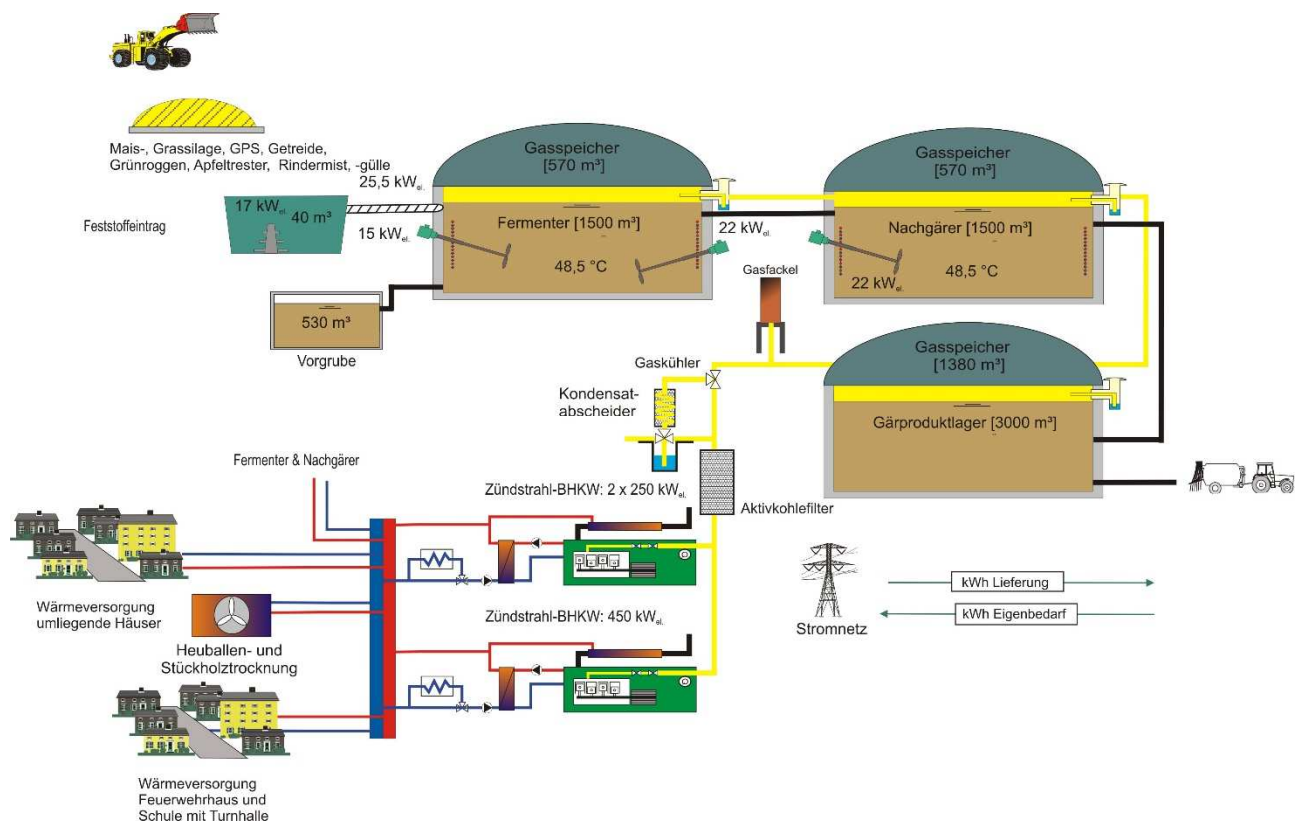 Mais-, Grassilage, GPS, Getreide,
Grünroggen, Apfeltrester, Rindermist, -gülle
Feststoffeintrag
17 kWel.
40 m³
25,5 kWel.
15 kWel.
Gasspeicher
[570 m³]
Fermenter [1500 m³]
48,5 °C
22 kWel.
Gasspeicher
[570 m³]
Nachgärer [1500 m³]
48,5 °C
22 kWel.
530 m³
Vorgrube
Gasfackel
Gaskühler
Kondensat-
abscheider
Gasspeicher
[1380 m³]
Gärproduktlager [3000 m³]
Aktivkohlefilter
Fermenter & Nachgärer
Zündstrahl-BHKW: 2 x 250 kWel.
Wärmeversorgung
umliegende Häuser
Heuballen- und
Stückholztrocknung
Zündstrahl-BHKW: 450 kWel.
Wärmeversorgung
Feuerwehrhaus und
Schule mit Turnhalle
Stromnetz
kWh Lieferung
kWh Eigenbedarf